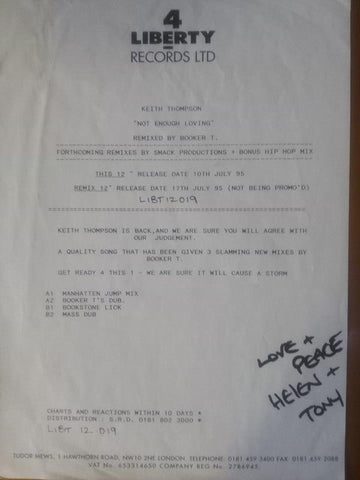 4
LIBERTY
RECORDS LTD
KEITH THOMPSON
"NOT ENOUGH LOVING"
REMIXED BY BOOKER T.
FORTHCOMING REMIXES BY SMACK PRODUCTIONS + BONUS HIP HOP MIX
THIS 12" RELEASE DATE 10TH JULY 95
REMIX 12" RELEASE DATE 17TH JULY 95 (NOT BEING PROMO'D)
LIBT12019
KEITH THOMPSON IS BACK,AND WE ARE SURE YOU WILL AGREE WITH
OUR JUDGEMENT.
A QUALITY SONG THAT HAS BEEN GIVEN 3 SLAMMING NEW MIXES BY
BOOKER T.
GET READY 4 THIS 1 - WE ARE SURE IT WILL CAUSE A STORM
A1 MANHATTEN JUMP MIX
A2 BOOKER T'S DUB.
B1 BOOKSTONE LICK
B2 MASS DUB
LOVE +
PEACE
HELEN +
TONY
CHARTS AND REACTIONS WITHIN 10 DAYS *
DISTRIBUTION : S.R.D. 0181 802 3000 *
LIBT 12-019
TUDOR MEWS, 1 HAWTHORN ROAD, NW10 2NE LONDON. TELEPHONE: 0181 459 3400 FAX: 0181 459 2088
VAT No. 653314650 COMPANY REG No. 2786945